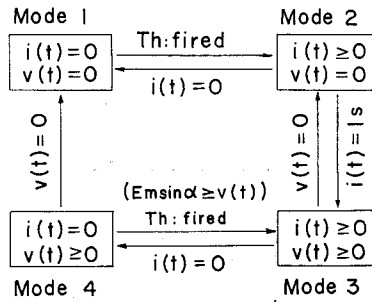 Mode 1
Mode 2
i(t)=0
v(t)=0
Th:fired
i(t)=0
i(t)≥0
v(t)=0
v(t)=0
v(t)=0
i(t)=Is
(Emsinα≥v(t))
Th:fired
i(t)=0
i(t)=0
v(t)≥0
i(t)≥0
v(t)≥0
Mode 4
Mode 3